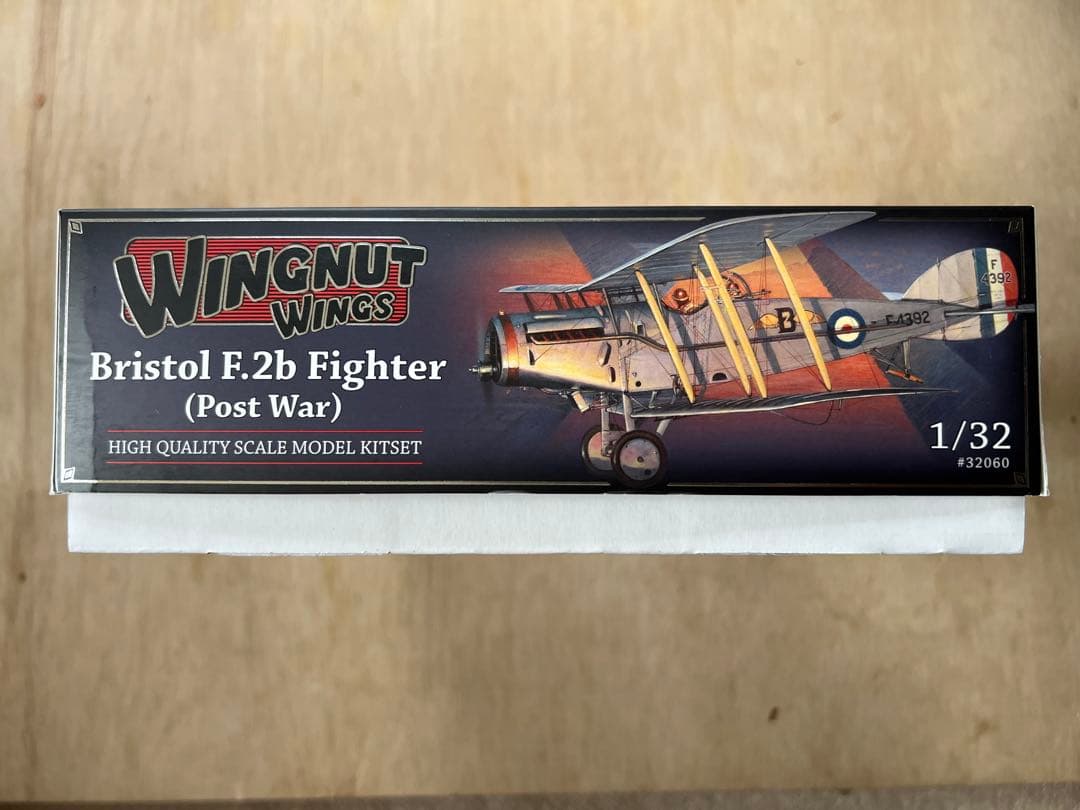 WINGNUT
WINGS
Bristol F.2b Fighter
(Post War)
HIGH QUALITY SCALE MODEL KITSET
B
F4392
F
4392
1/32
#32060